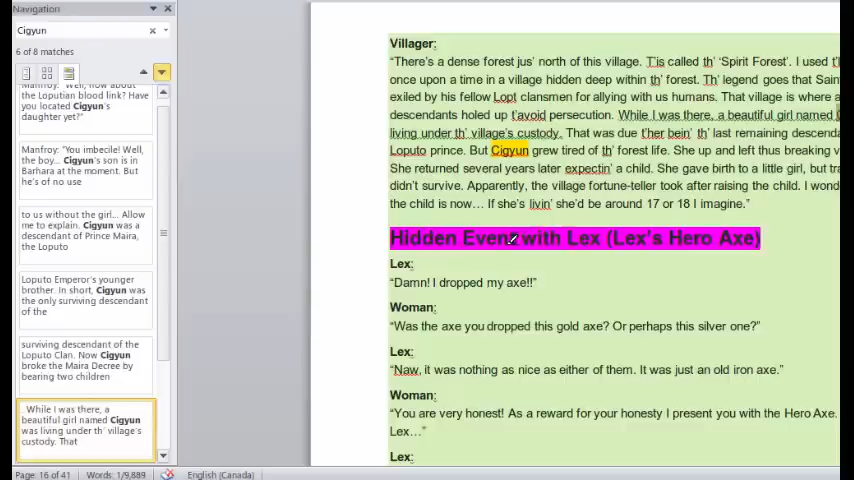 Navigation
Cigyun
6 of 8 matches
Manfroy: "Well, how about
the Loputian blood link? Have
you located Cigyun's
daughter yet?"
Manfroy: "You imbecile! Well,
the boy... Cigyun's son is in
Barhara at the moment. But
he's of no use
to us without the girl... Allow
me to explain. Cigyun was a
descendant of Prince Maira,
the Loputo
Loputo Emperor's younger
brother. In short, Cigyun was
the only surviving descendant
of the
surviving descendant of the
Loputo Clan. Now Cigyun
broke the Maira Decree by
bearing two children
. While I was there, a
beautiful girl named Cigyun
was living under th' village's
custody. That
Villager:
“There’s a dense forest jus’ north of this village. T’is called th’ ‘Spirit Forest’. I used
once upon a time in a village hidden deep within th’ forest. Th’ legend goes that
exiled by his fellow Lopt clansmen for allying with us humans. That village is where
descendants holed up t’avoid persecution. While I was there, a beautiful girl named
living under th’ village’s custody. That was due t’her bein’ th’ last remaining
Loputo prince. But Cigyun grew tired of th’ forest life. She up and left thus breaking
She returned several years later expectin’ a child. She gave birth to a little girl, but
didn’t survive. Apparently, the village fortune-teller took after raising the child. I
the child is now… If she’s livin’ she’d be around 17 or 18 I imagine.”
Hidden Event with Lex (Lex’s Hero Axe)
Lex:
“Damn! I dropped my axe!!”
Woman:
“Was the axe you dropped this gold axe? Or perhaps this silver one?”
Lex:
“Naw, it was nothing as nice as either of them. It was just an old iron axe.”
Woman:
“You are very honest! As a reward for your honesty I present you with the Hero Axe.
Lex…”
Lex:
Page: 16 of 41 Words: 1/9,889 English (Canada)